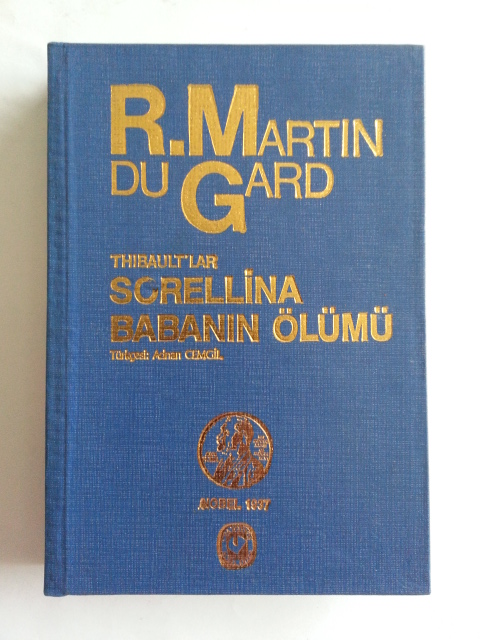 R. MARTIN
DU GARD
THIBAULT'LAR
SORELLİNA
BABANIN ÖLÜMÜ
Türkçesi: Adnan CEMGİL
NOBEL 1937